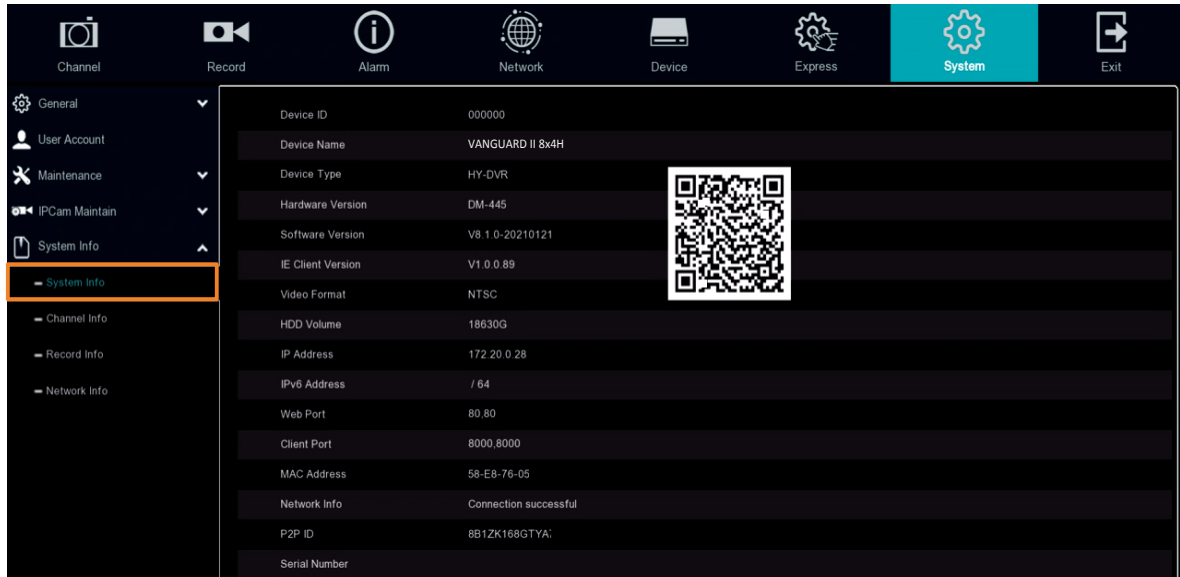 Channel Record Alarm Network Device Express System Exit
General
User Account
Maintenance
IPCam Maintain
System Info
System Info
Channel Info
Record Info
Network Info
Device ID 000000
Device Name VANGUARD II 8x4H
Device Type HY-DVR
Hardware Version DM-445
Software Version V8.1.0-20210121
IE Client Version V1.0.0.89
Video Format NTSC
HDD Volume 18630G
IP Address 172.20.0.28
IPv6 Address / 64
Web Port 80,80
Client Port 8000,8000
MAC Address 58-E8-76-05
Network Info Connection successful
P2P ID 8B1ZK168GTYA
Serial Number